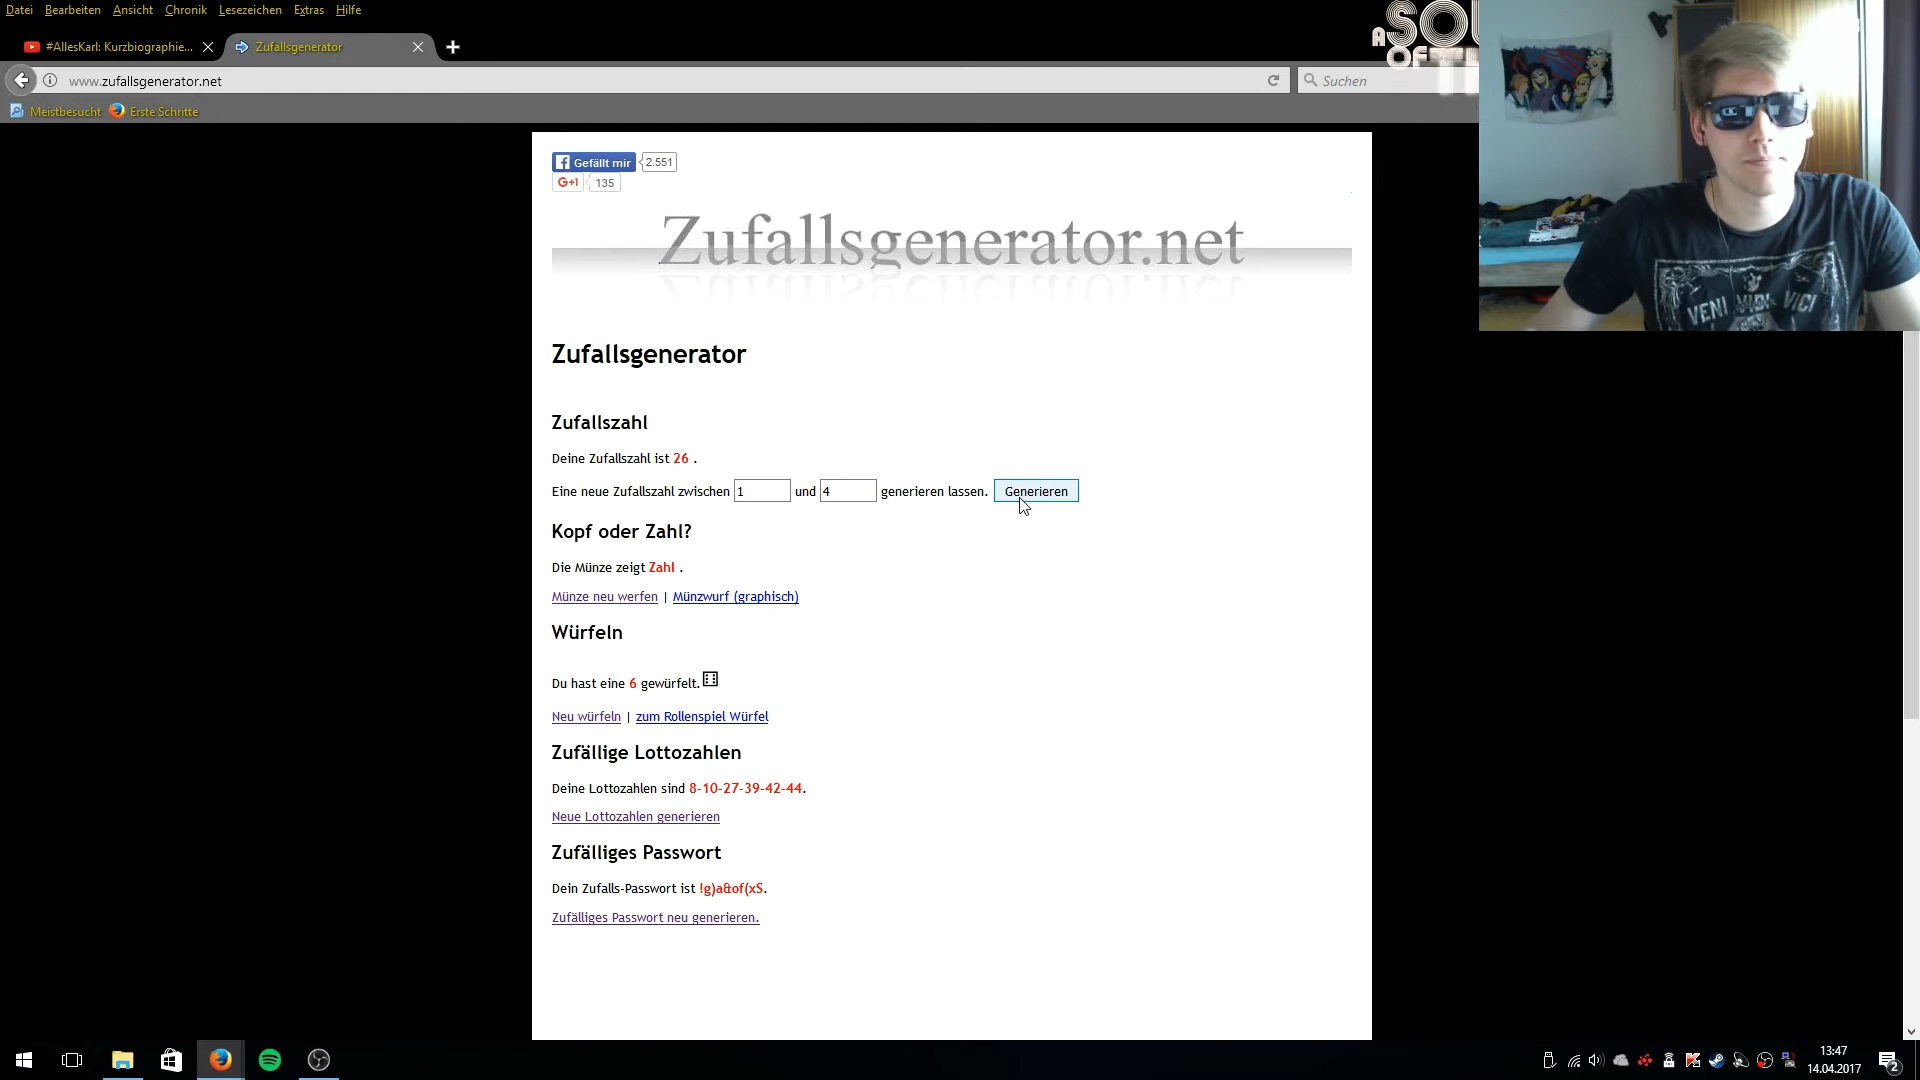 Datei Bearbeiten Ansicht Chronik Lesezeichen Extras Hilfe
#AllesKarl: Kurzbiographie... Zufallsgenerator
www.zufallsgenerator.net
Suchen
Meistbesucht Erste Schritte
A SOU
OF
Gefällt mir 2.551
G+1 135
Zufallsgenerator.net
Zufallsgenerator
Zufallszahl
Deine Zufallszahl ist 26 .
Eine neue Zufallszahl zwischen 1 und 4 generieren lassen. Generieren
Kopf oder Zahl?
Die Münze zeigt Zahl .
Münze neu werfen | Münzwurf (graphisch)
Würfeln
Du hast eine 6 gewürfelt.
Neu würfeln | zum Rollenspiel Würfel
Zufällige Lottozahlen
Deine Lottozahlen sind 8-10-27-39-42-44.
Neue Lottozahlen generieren
Zufälliges Passwort
Dein Zufalls-Passwort ist !g)a&of(xS.
Zufälliges Passwort neu generieren.
VENI VIDI VICI
13:47
14.04.2017
2